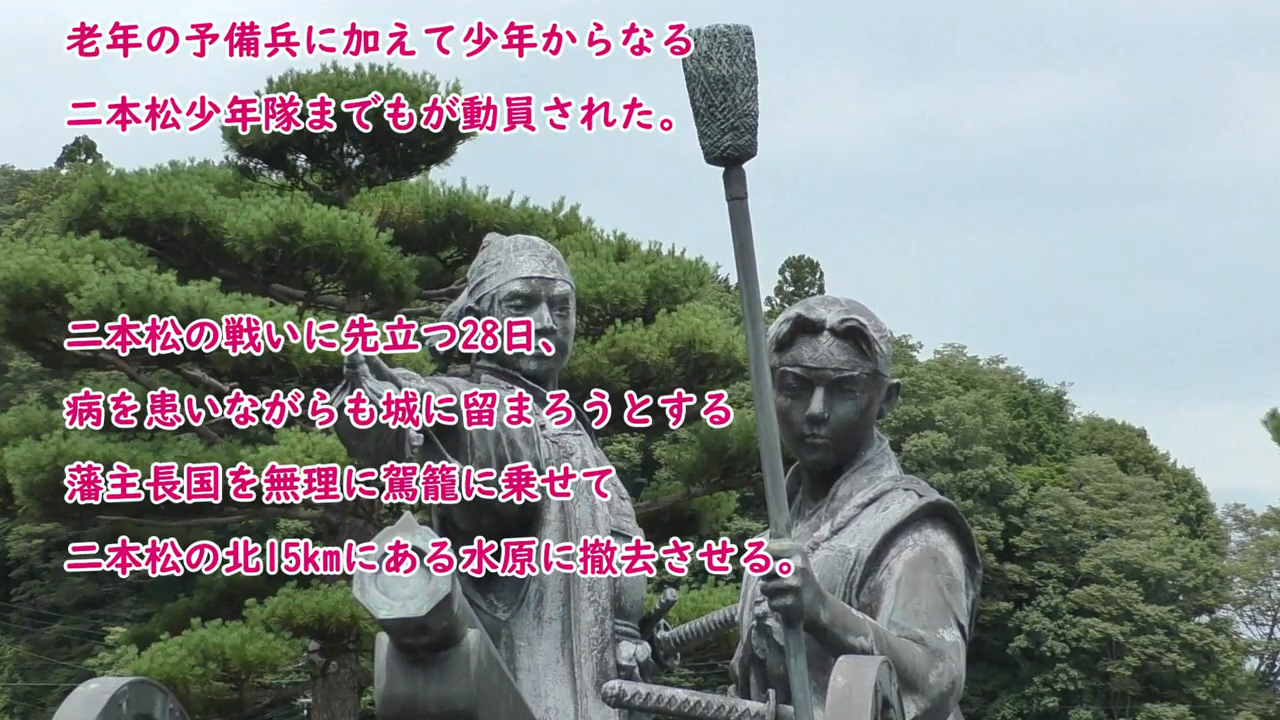 老年の予備兵に加えて少年からなる
二本松少年隊までもが動員された。
二本松の戦いに先立つ28日、
病を患いながらも城に留まろうとする
藩主長国を無理に駕籠に乗せて
二本松の北15kmにある水原に撤去させる。